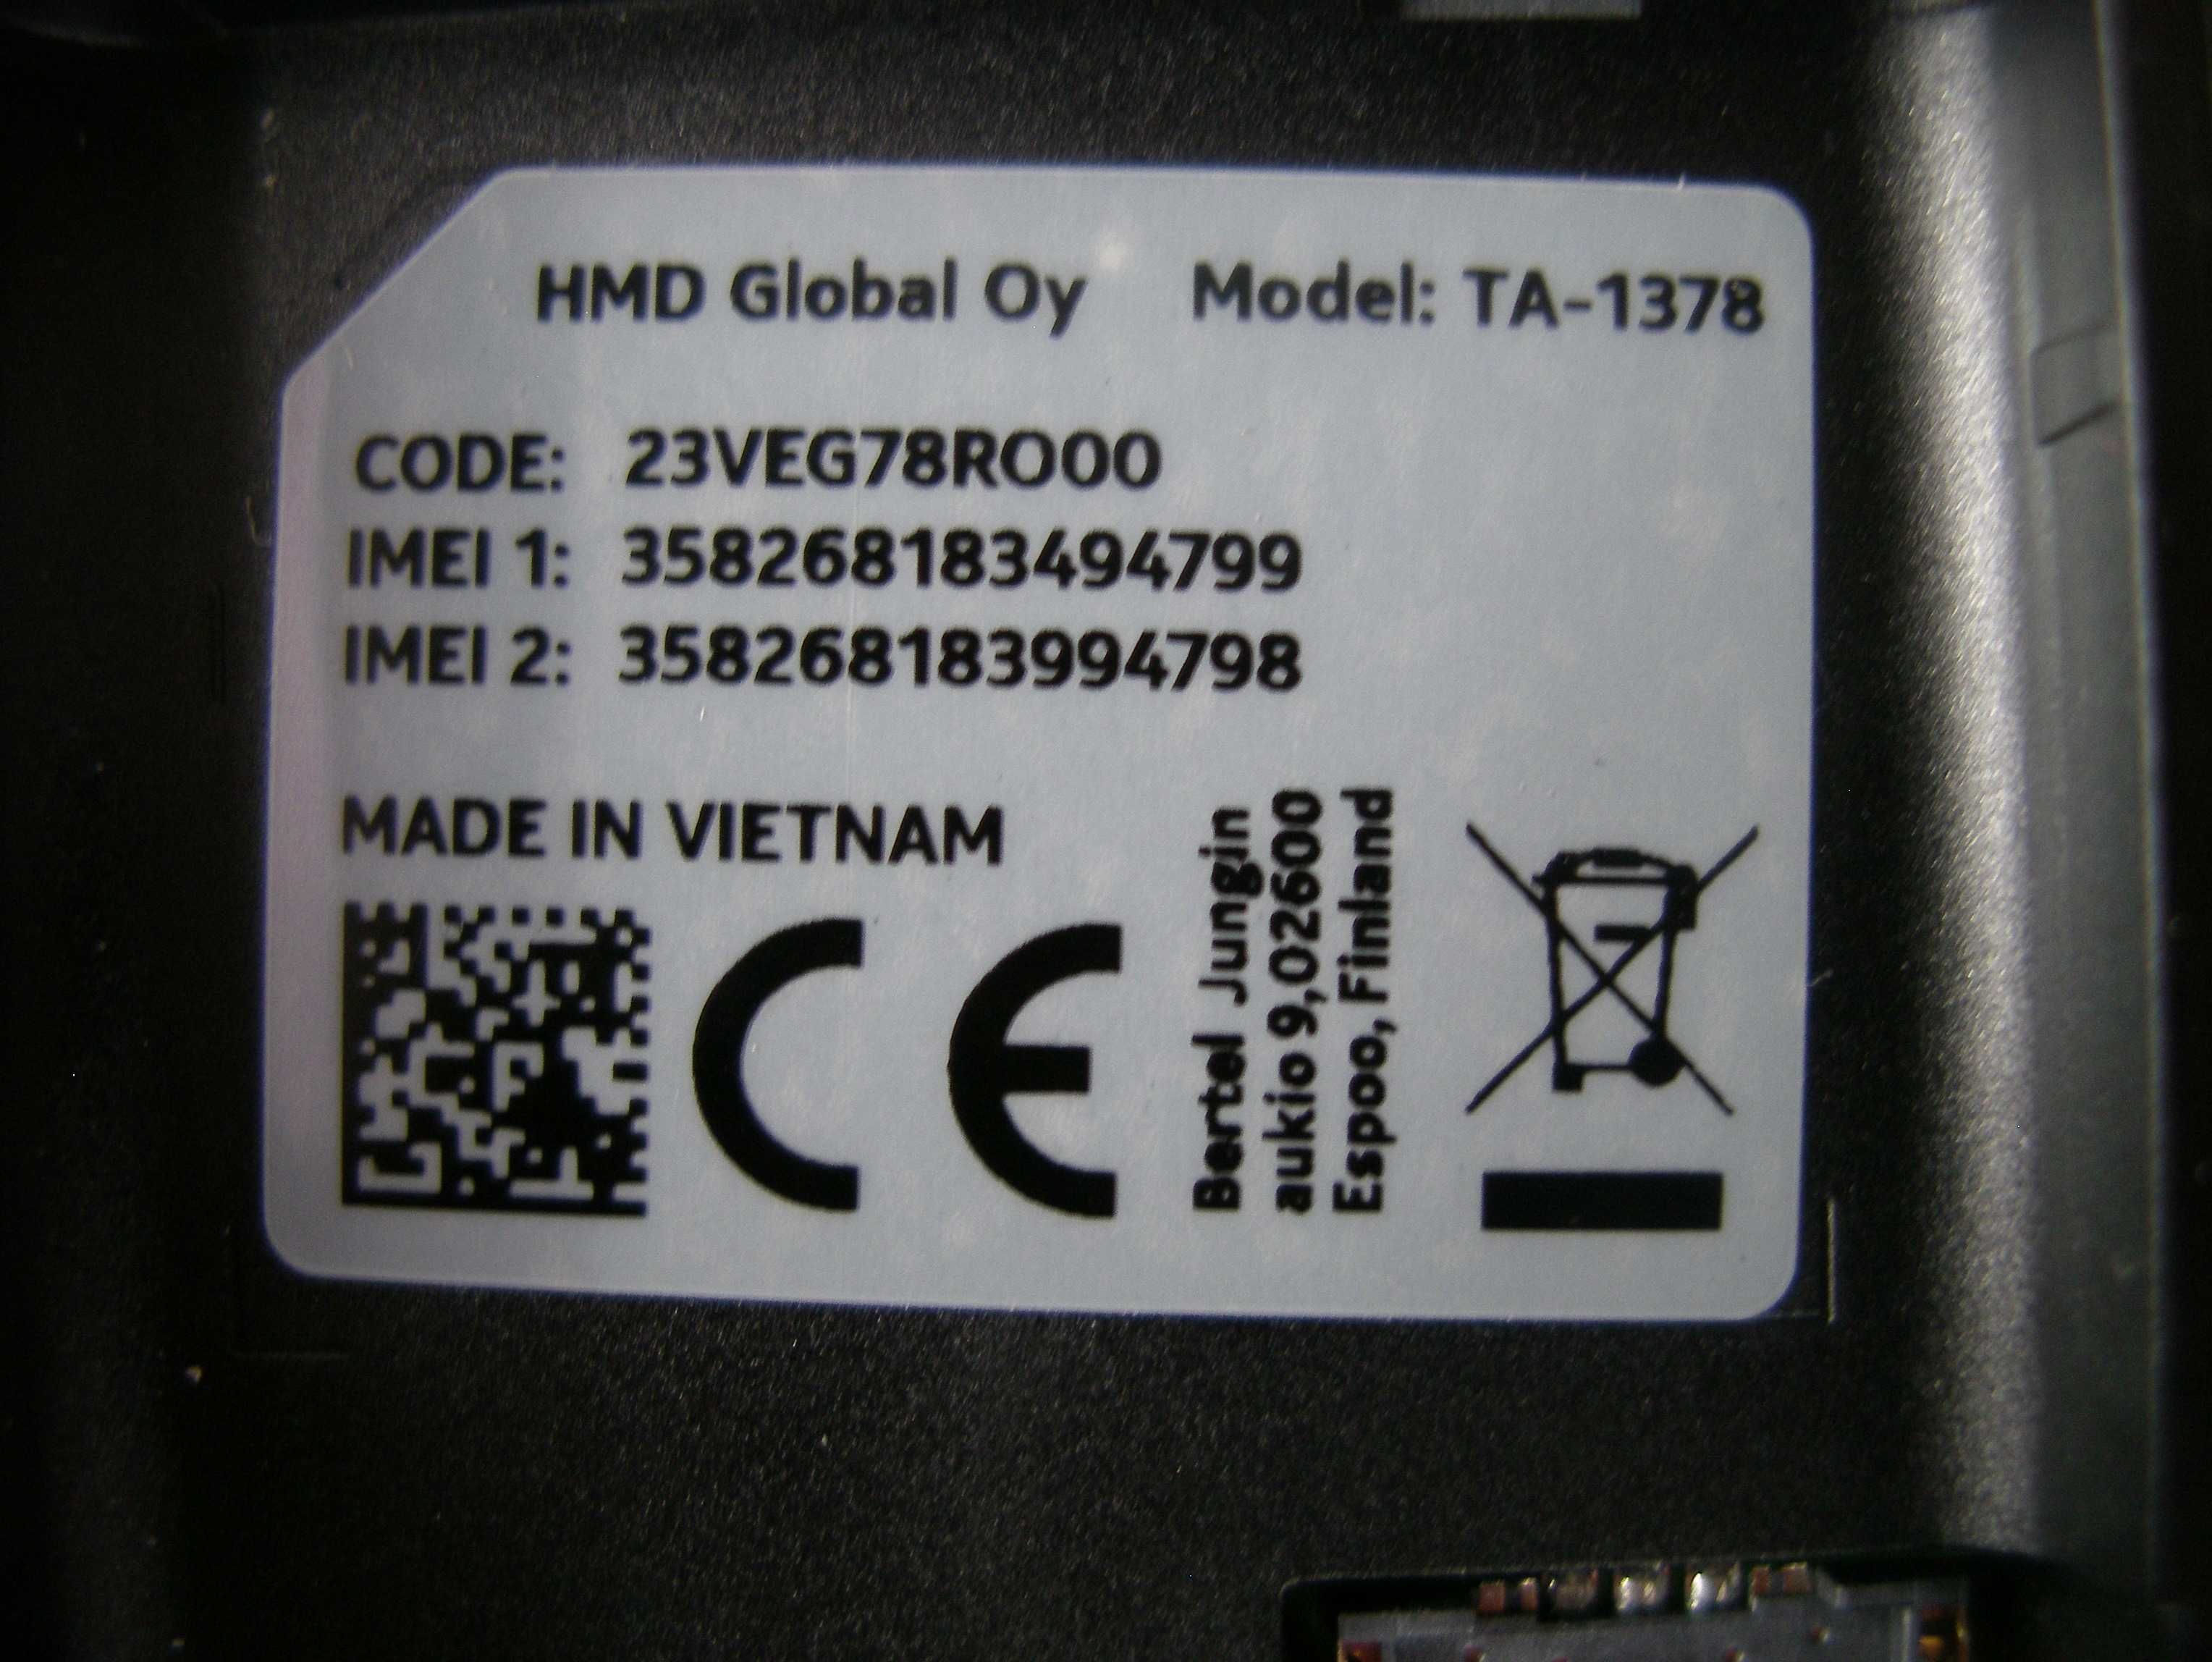 HMD Global Oy Model: TA-1378
CODE: 23VEG78RO00
IMEI 1: 358268183494799
IMEI 2: 358268183994798
MADE IN VIETNAM
CE
Bertel Jungin
aukio 9,02600
Espoo, Finland